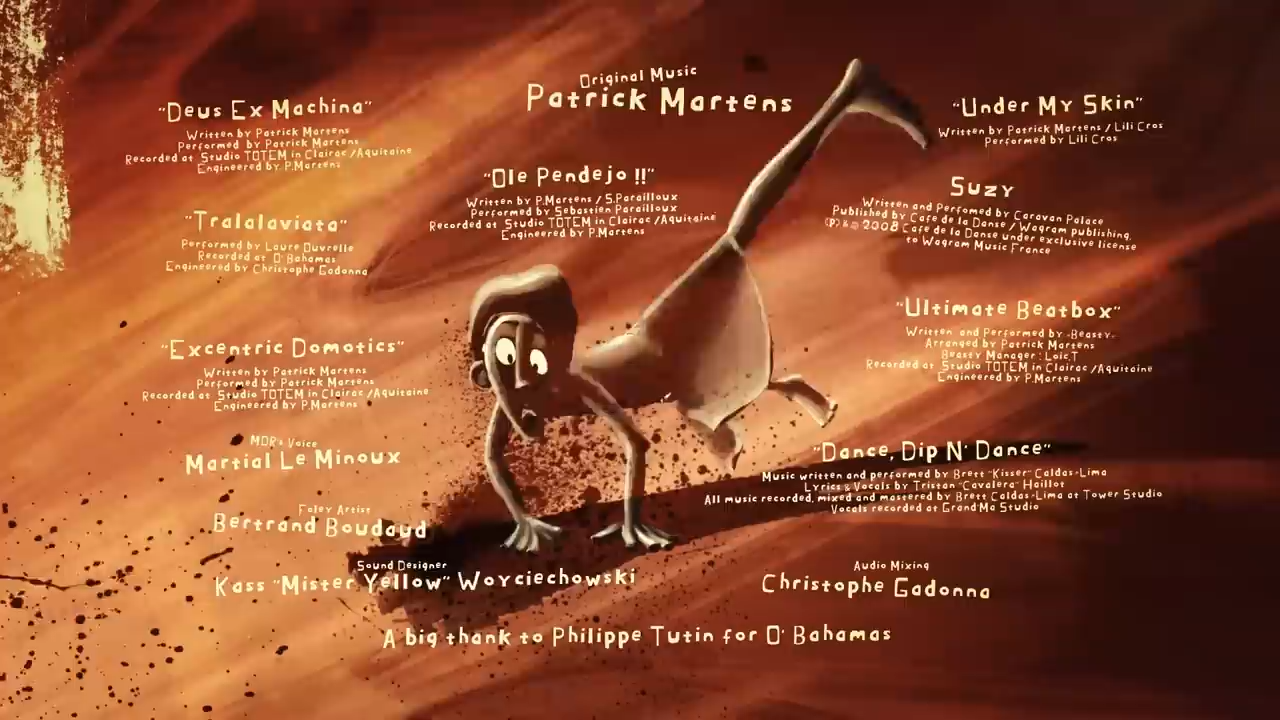 Original Music
Patrick Martens
"Deus Ex Machina"
Written by Patrick Martens
Performed by Patrick Martens
Recorded at Studio TOTEM in Clairac /Aquitaine
Engineered by P.Martens
"Tralalaviata"
Performed by Laure Ouvrelle
Recorded at O'Bahamas
Engineered by Christophe Gadonna
"Excentric Domotics"
Written by Patrick Martens
Performed by Patrick Martens
Recorded at Studio TOTEM in Clairac /Aquitaine
Engineered by P.Martens
MDR's Voice
Martial Le Minoux
Foley Artist
Bertrand Boudaud
Sound Designer
Kass "Mister Yellow" Woyciechowski
"Ole Pendejo !!"
Written by P.Martens / S.Parailloux
Performed by Sebastien Parailloux
Recorded at Studio TOTEM in Clairac /Aquitaine
Engineered by P.Martens
"Under My Skin"
Written by Patrick Martens / Lili Cros
Performed by Lili Cros
Suzy
Written and Perfomed by Caravan Palace
Published by Cafe de la Danse / Wagram publishing.
(P) & © 2008 Cafe de la Danse under exclusive license
to Wagram Music France
"Ultimate Beatbox"
Written and Performed by -Beasty-
Arranged by Patrick Martens
Beasty Manager : Loic.T
Recorded at Studio TOTEM in Clairac /Aquitaine
Engineered by P.Martens
"Dance, Dip N' Dance"
Music written and performed by Brett "Kisser" Caldas-Lima
Lyrics & Vocals by Tristan "Cavalera" Haillot
All music recorded, mixed and mastered by Brett Caldas-Lima at Tower Studio
Vocals recorded at Grand'Ma Studio
Audio Mixing
Christophe Gadonna
A big thank to Philippe Tutin for O' Bahamas